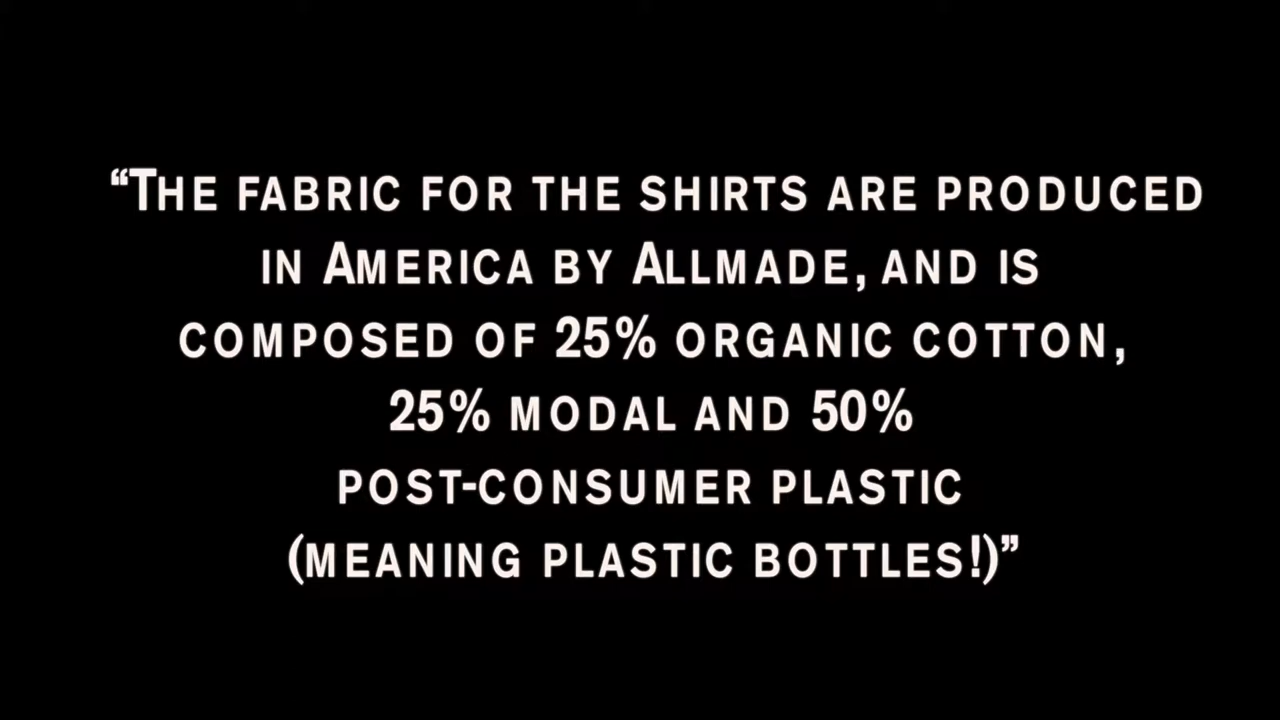 “The fabric for the shirts are produced
in America by Allmade, and is
composed of 25% organic cotton,
25% modal and 50%
post-consumer plastic
(meaning plastic bottles!)”